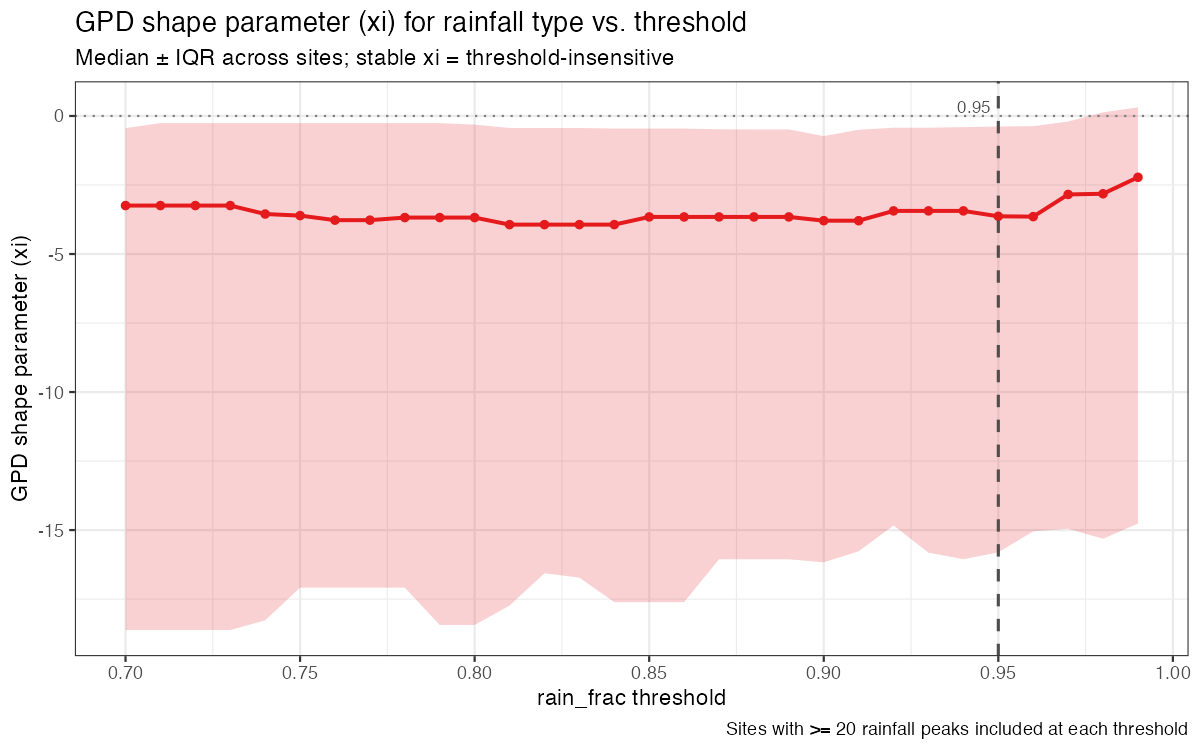 GPD shape parameter (xi) for rainfall type vs. threshold
Median ± IQR across sites; stable xi = threshold-insensitive
0.95
0
-5
-10
-15
GPD shape parameter (xi)
0.70 0.75 0.80 0.85 0.90 0.95 1.00
rain_frac threshold
Sites with >= 20 rainfall peaks included at each threshold